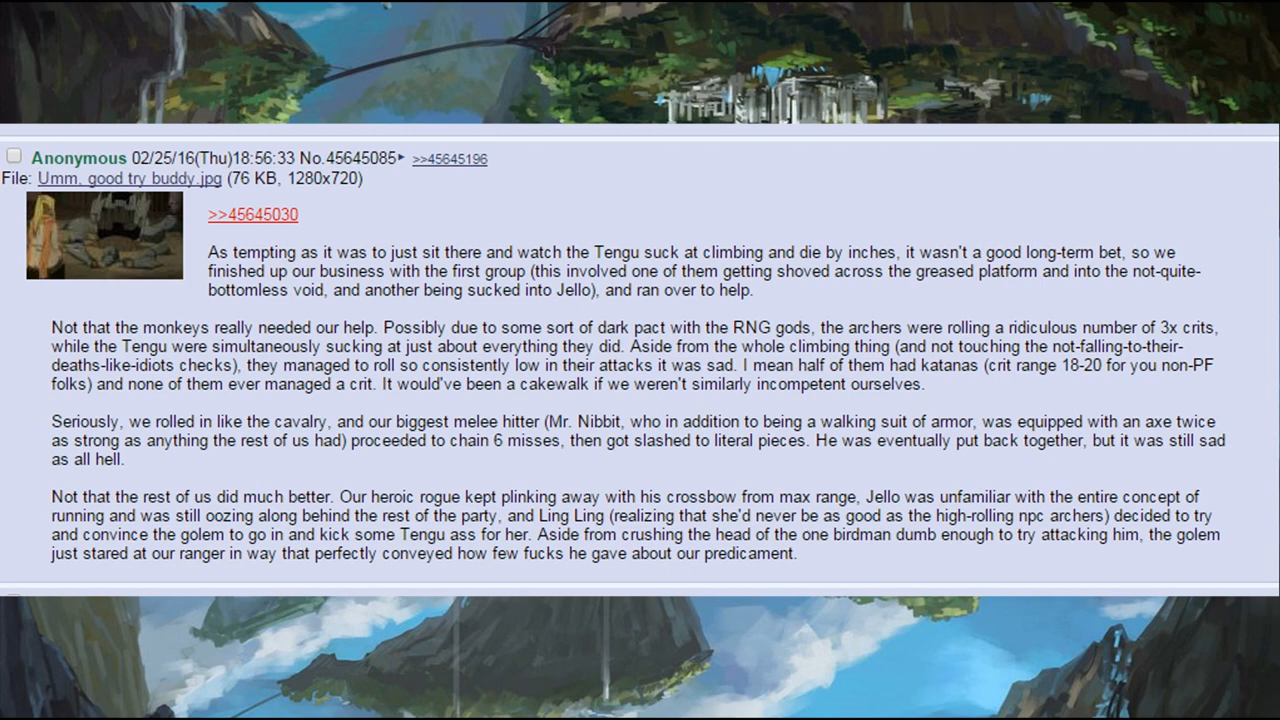 Anonymous 02/25/16(Thu)18:56:33 No.45645085 >>45645196
File: Umm, good try buddy.jpg (76 KB, 1280x720)
>>45645030
As tempting as it was to just sit there and watch the Tengu suck at climbing and die by inches, it wasn't a good long-term bet, so we
finished up our business with the first group (this involved one of them getting shoved across the greased platform and into the not-quite-
bottomless void, and another being sucked into Jello), and ran over to help.
Not that the monkeys really needed our help. Possibly due to some sort of dark pact with the RNG gods, the archers were rolling a ridiculous number of 3x crits,
while the Tengu were simultaneously sucking at just about everything they did. Aside from the whole climbing thing (and not touching the not-falling-to-their-
deaths-like-idiots checks), they managed to roll so consistently low in their attacks it was sad. I mean half of them had katanas (crit range 18-20 for you non-PF
folks) and none of them ever managed a crit. It would've been a cakewalk if we weren't similarly incompetent ourselves.
Seriously, we rolled in like the cavalry, and our biggest melee hitter (Mr. Nibbit, who in addition to being a walking suit of armor, was equipped with an axe twice
as strong as anything the rest of us had) proceeded to chain 6 misses, then got slashed to literal pieces. He was eventually put back together, but it was still sad
as all hell.
Not that the rest of us did much better. Our heroic rogue kept plinking away with his crossbow from max range, Jello was unfamiliar with the entire concept of
running and was still oozing along behind the rest of the party, and Ling Ling (realizing that she'd never be as good as the high-rolling npc archers) decided to try
and convince the golem to go in and kick some Tengu ass for her. Aside from crushing the head of the one birdman dumb enough to try attacking him, the golem
just stared at our ranger in way that perfectly conveyed how few fucks he gave about our predicament.